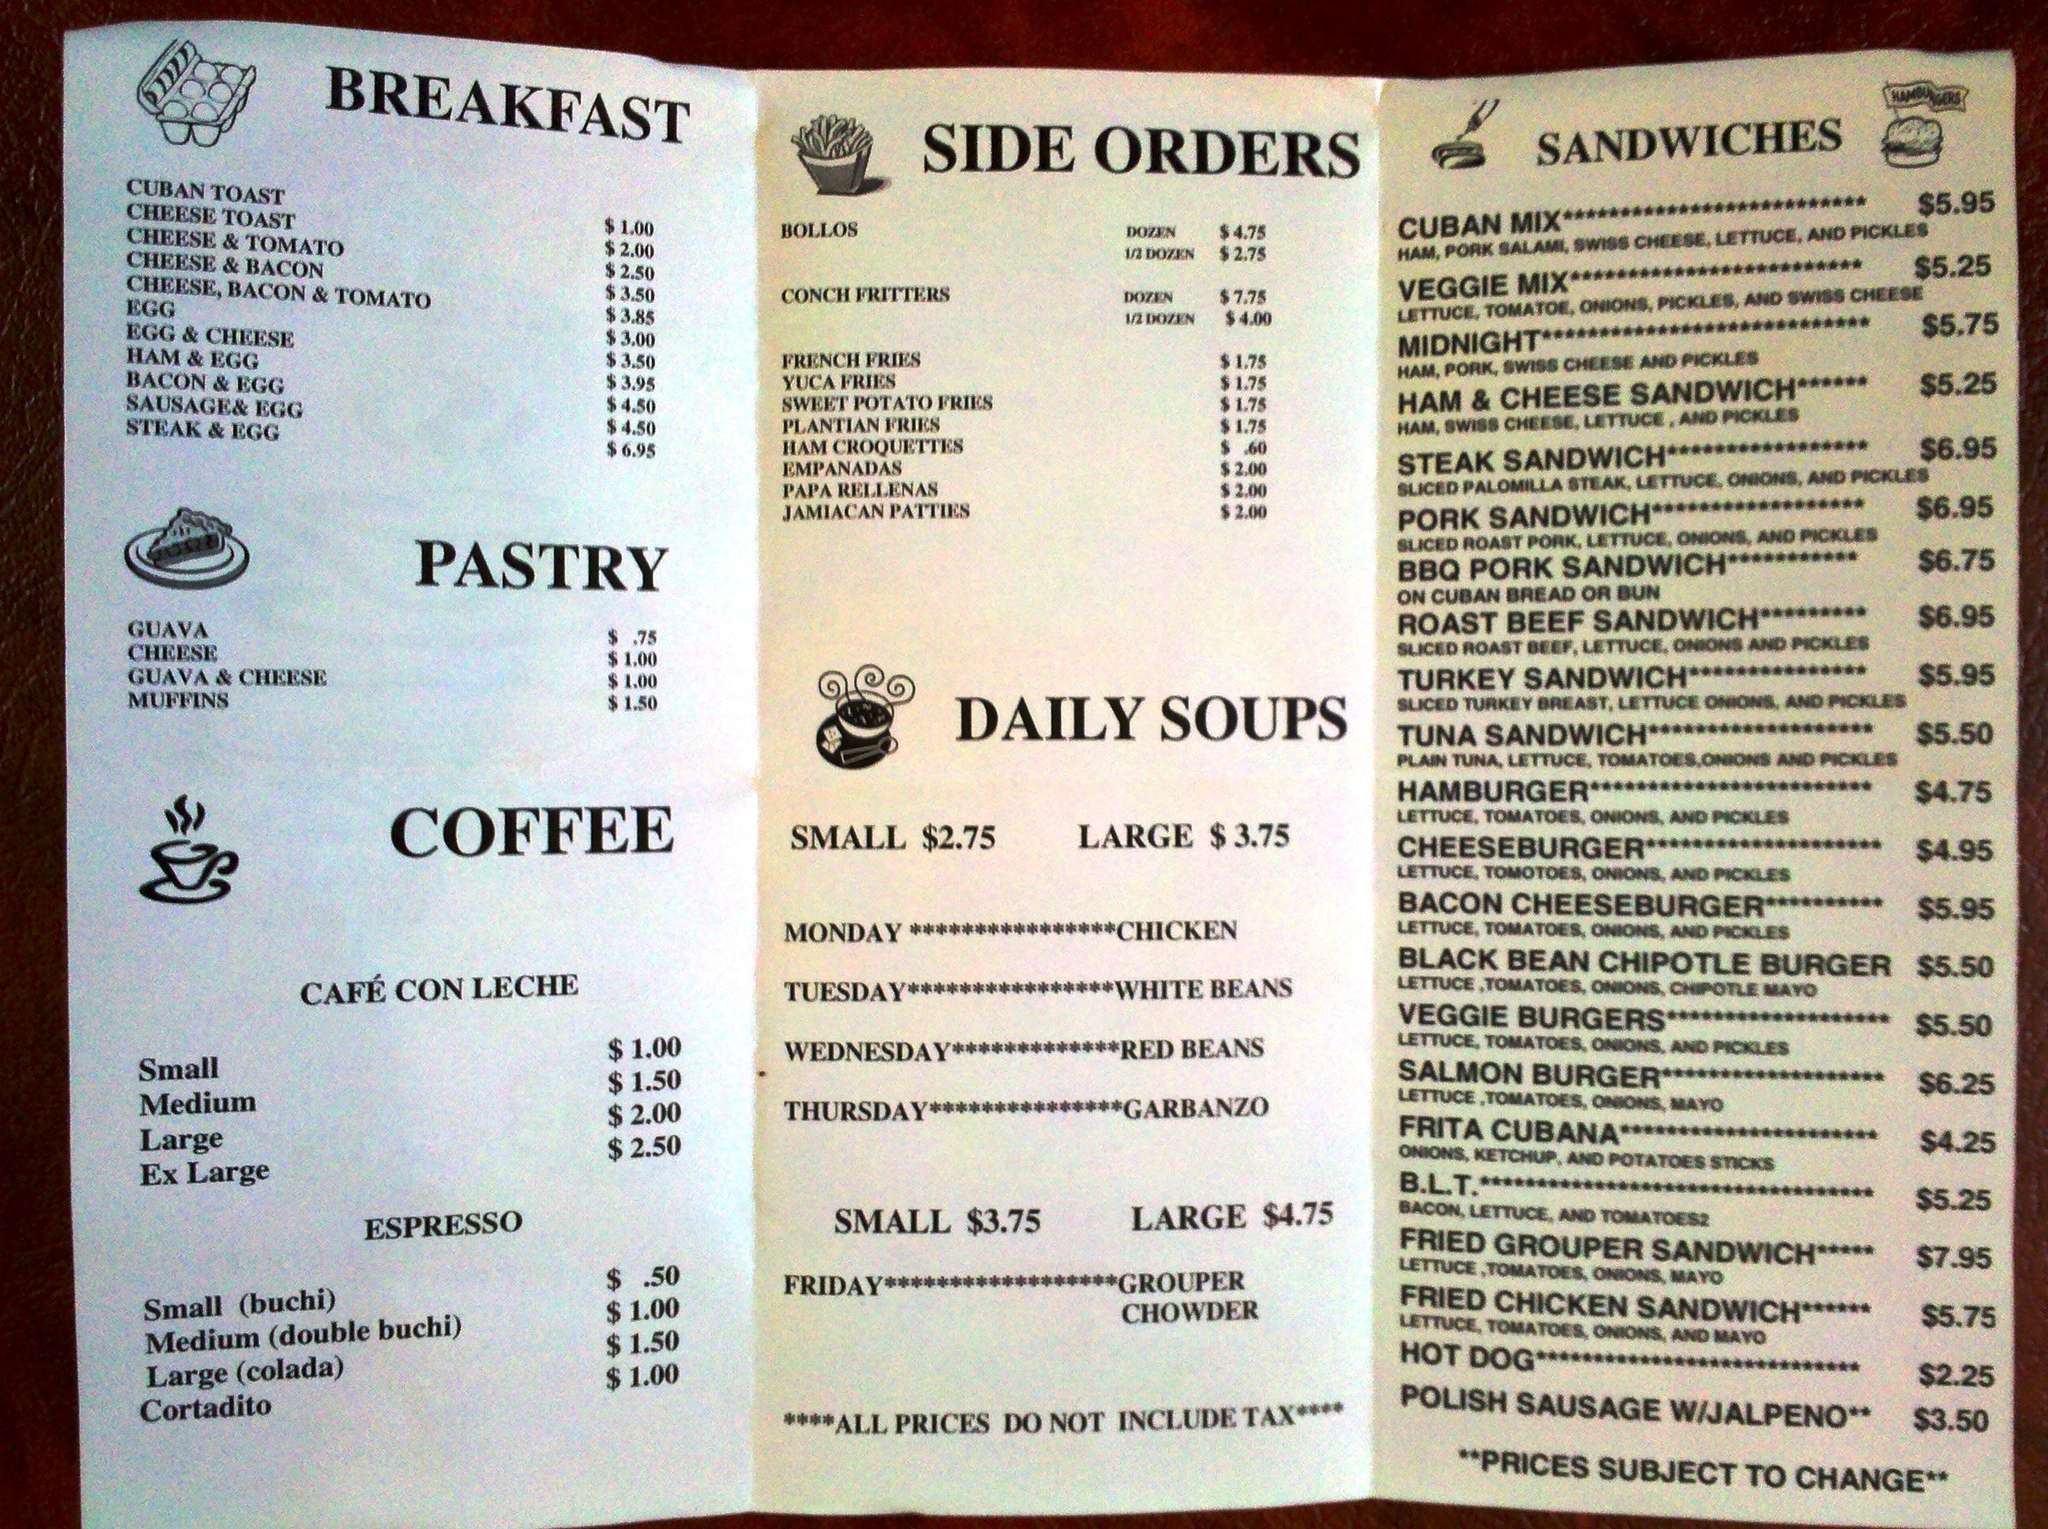 BREAKFAST
CUBAN TOAST $ 1.00
CHEESE TOAST $ 2.00
CHEESE & TOMATO $ 2.50
CHEESE & BACON $ 3.50
CHEESE, BACON & TOMATO $ 3.85
EGG $ 3.00
EGG & CHEESE $ 3.50
HAM & EGG $ 3.95
BACON & EGG $ 4.50
SAUSAGE& EGG $ 4.50
STEAK & EGG $ 6.95
PASTRY
GUAVA $ .75
CHEESE $ 1.00
GUAVA & CHEESE $ 1.00
MUFFINS $ 1.50
COFFEE
CAFÉ CON LECHE
Small $ 1.00
Medium $ 1.50
Large $ 2.00
Ex Large $ 2.50
ESPRESSO
Small (buchi) $ .50
Medium (double buchi) $ 1.00
Large (colada) $ 1.50
Cortadito $ 1.00
SIDE ORDERS
BOLLOS DOZEN $ 4.75
1/2 DOZEN $ 2.75
CONCH FRITTERS DOZEN $ 7.75
1/2 DOZEN $ 4.00
FRENCH FRIES $ 1.75
YUCA FRIES $ 1.75
SWEET POTATO FRIES $ 1.75
PLANTIAN FRIES $ 1.75
HAM CROQUETTES $ .60
EMPANADAS $ 2.00
PAPA RELLENAS $ 2.00
JAMIACAN PATTIES $ 2.00
DAILY SOUPS
SMALL $2.75 LARGE $ 3.75
MONDAY ****************CHICKEN
TUESDAY****************WHITE BEANS
WEDNESDAY*************RED BEANS
THURSDAY***************GARBANZO
SMALL $3.75 LARGE $4.75
FRIDAY******************GROUPER
CHOWDER
****ALL PRICES DO NOT INCLUDE TAX****
HAMBURGERS
SANDWICHES
CUBAN MIX************************** $5.95
HAM, PORK SALAMI, SWISS CHEESE, LETTUCE, AND PICKLES
VEGGIE MIX************************* $5.25
LETTUCE, TOMATOE, ONIONS, PICKLES, AND SWISS CHEESE
MIDNIGHT**************************** $5.75
HAM, PORK, SWISS CHEESE AND PICKLES
HAM & CHEESE SANDWICH****** $5.25
HAM, SWISS CHEESE, LETTUCE , AND PICKLES
STEAK SANDWICH***************** $6.95
SLICED PALOMILLA STEAK, LETTUCE, ONIONS, AND PICKLES
PORK SANDWICH****************** $6.95
SLICED ROAST PORK, LETTUCE, ONIONS, AND PICKLES
BBQ PORK SANDWICH*********** $6.75
ON CUBAN BREAD OR BUN
ROAST BEEF SANDWICH********* $6.95
SLICED ROAST BEEF, LETTUCE, ONIONS AND PICKLES
TURKEY SANDWICH*************** $5.95
SLICED TURKEY BREAST, LETTUCE ONIONS, AND PICKLES
TUNA SANDWICH******************* $5.50
PLAIN TUNA, LETTUCE, TOMATOES,ONIONS AND PICKLES
HAMBURGER************************ $4.75
LETTUCE, TOMATOES, ONIONS, AND PICKLES
CHEESEBURGER******************** $4.95
LETTUCE, TOMOTOES, ONIONS, AND PICKLES
BACON CHEESEBURGER********** $5.95
LETTUCE, TOMATOES, ONIONS, AND PICKLES
BLACK BEAN CHIPOTLE BURGER $5.50
LETTUCE ,TOMATOES, ONIONS, CHIPOTLE MAYO
VEGGIE BURGERS******************* $5.50
LETTUCE, TOMATOES, ONIONS, AND PICKLES
SALMON BURGER******************* $6.25
LETTUCE ,TOMATOES, ONIONS, MAYO
FRITA CUBANA********************** $4.25
ONIONS, KETCHUP, AND POTATOES STICKS
B.L.T.********************************** $5.25
BACON, LETTUCE, AND TOMATOES2
FRIED GROUPER SANDWICH***** $7.95
LETTUCE ,TOMATOES, ONIONS, MAYO
FRIED CHICKEN SANDWICH****** $5.75
LETTUCE, TOMATOES, ONIONS, AND MAYO
HOT DOG**************************** $2.25
POLISH SAUSAGE W/JALPENO** $3.50
**PRICES SUBJECT TO CHANGE**